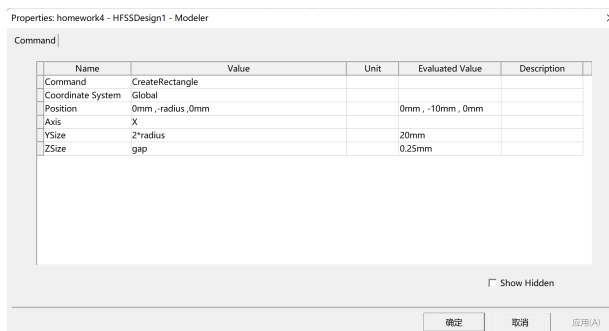 Properties: homework4 - HFSSDesign1 - Modeler
Command
Name Value Unit Evaluated Value Description
Command CreateRectangle
Coordinate System Global
Position 0mm ,-radius ,0mm 0mm , -10mm , 0mm
Axis X
YSize 2*radius 20mm
ZSize gap 0.25mm
Show Hidden
确定 取消 应用(A)